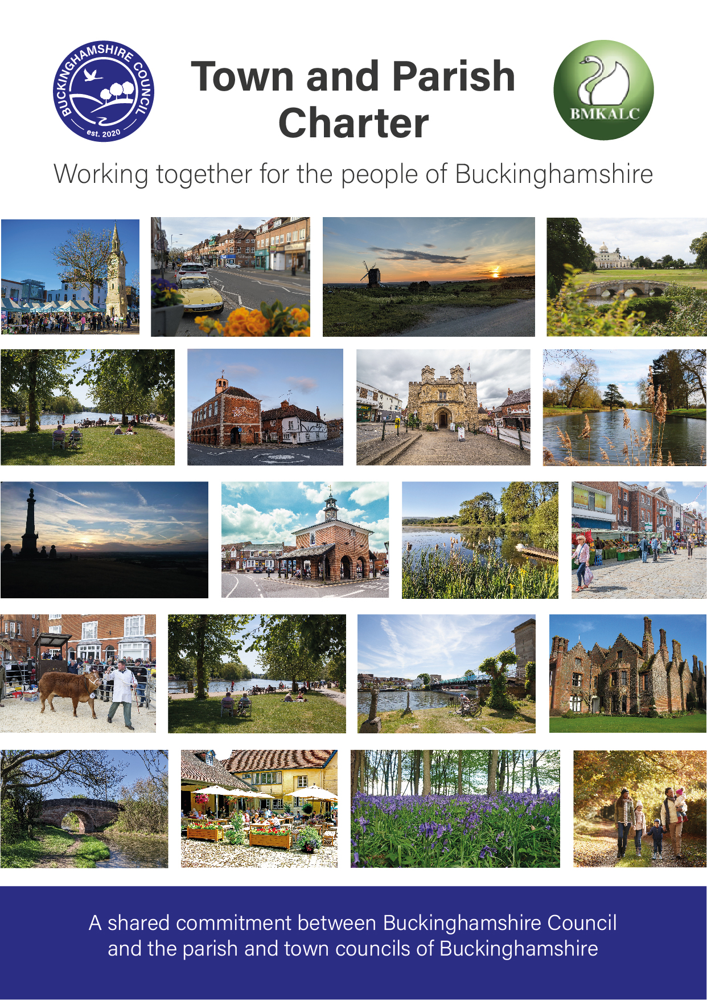 BUCKINGHAMSHIRE COUNCIL
est. 2020
Town and Parish
Charter
BMKALC
Working together for the people of Buckinghamshire
A shared commitment between Buckinghamshire Council
and the parish and town councils of Buckinghamshire